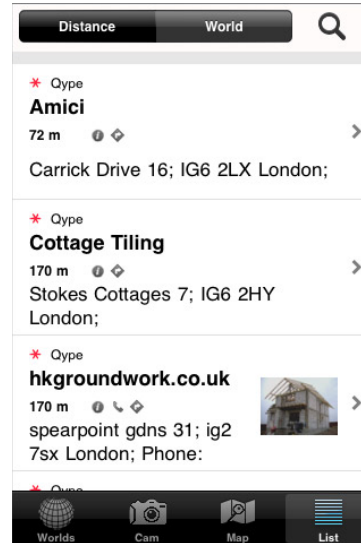 Distance World
Qype
Amici
72 m
Carrick Drive 16; IG6 2LX London;
Qype
Cottage Tiling
170 m
Stokes Cottages 7; IG6 2HY
London;
Qype
hkgroundwork.co.uk
170 m
spearpoint gdns 31; ig2
7sx London; Phone:
Qype
Worlds Cam Map List